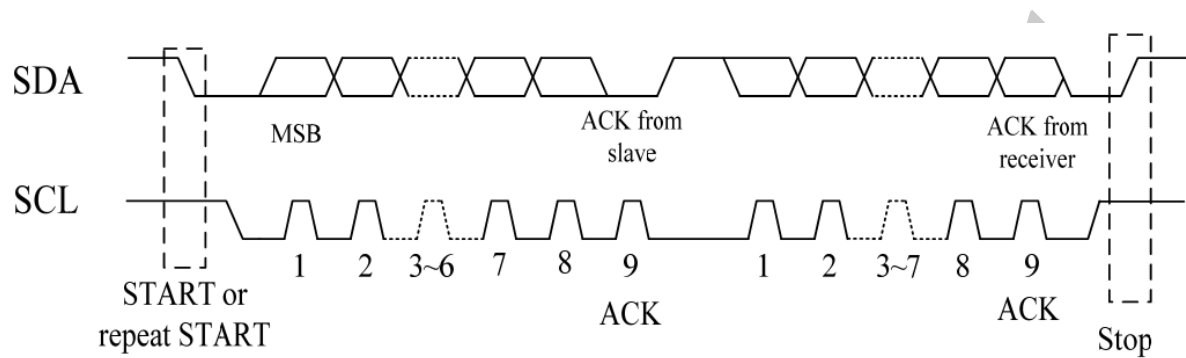 SDA
MSB
ACK from
slave
ACK from
receiver
SCL
1 2 3~6 7 8 9 1 2 3~7 8 9
START or
repeat START
ACK
ACK
Stop